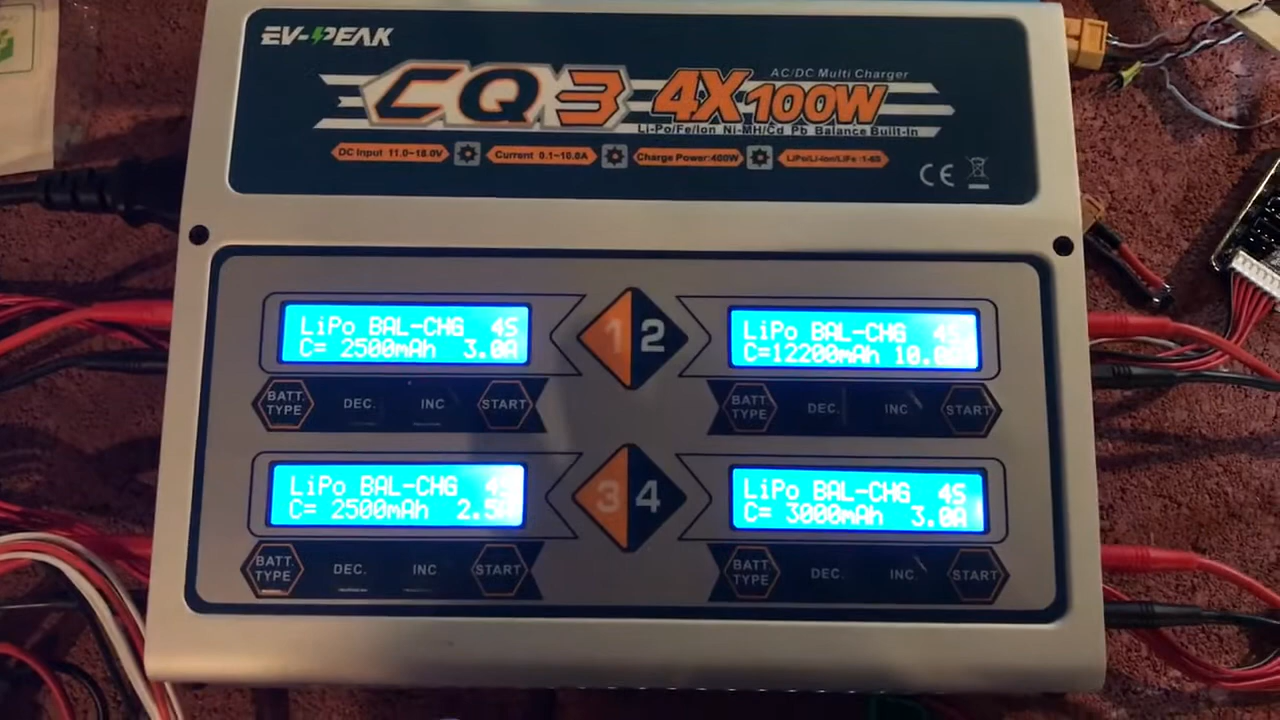 EV-PEAK
CQ3 4X100W
AC/DC Multi Charger
Li-Po/Fe/Ion Ni-MH/Cd Pb Balance Built-In
DC Input 11.0~18.0V
Current 0.1~10.0A
Charge Power:400W
LiPo/Li-ion/LiFe :1-6S
CE
LiPo BAL-CHG 4S
C= 2500mAh 3.0A
1 2
LiPo BAL-CHG 4S
C=12200mAh 10.0A
BATT. TYPE DEC. INC START
BATT. TYPE DEC. INC START
LiPo BAL-CHG 4S
C= 2500mAh 2.5A
3 4
LiPo BAL-CHG 4S
C= 3000mAh 3.0A
BATT. TYPE DEC. INC START
BATT. TYPE DEC. INC START